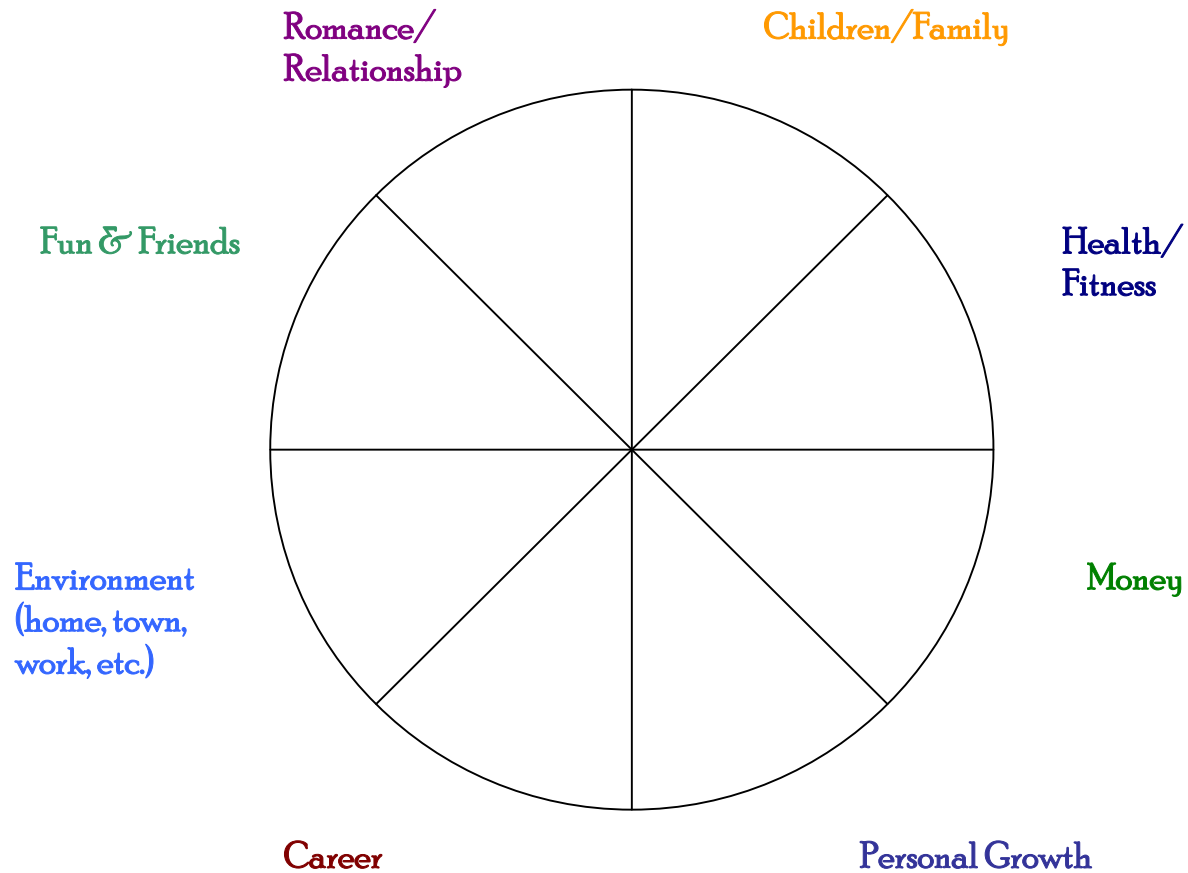 Romance/
Relationship
Children/Family
Fun & Friends
Health/
Fitness
Environment
(home, town,
work, etc.)
Money
Career
Personal Growth